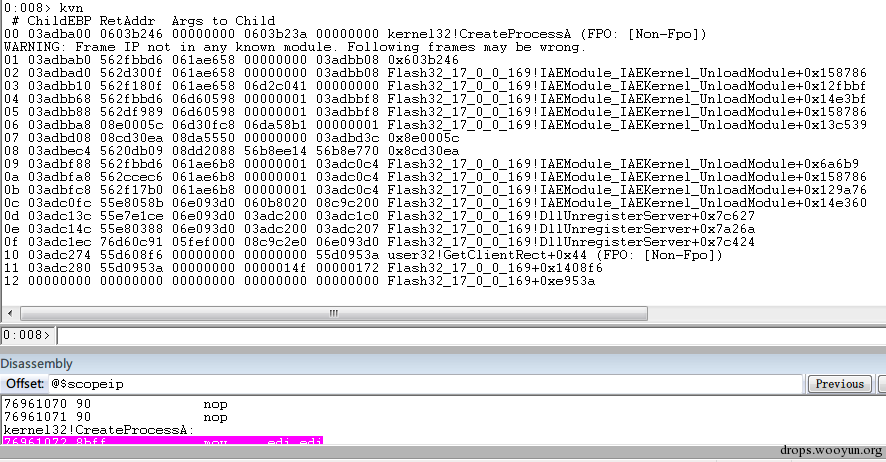 0:008> kvn
 # ChildEBP RetAddr  Args to Child
00 03adba00 0603b246 00000000 0603b23a 00000000 kernel32!CreateProcessA (FPO: [Non-Fpo])
WARNING: Frame IP not in any known module. Following frames may be wrong.
01 03adbab0 562fbbd6 061ae658 00000000 03adbb08 0x603b246
02 03adbad0 562d300f 061ae658 00000000 03adbb08 Flash32_17_0_0_169!IAEModule_IAEKernel_UnloadModule+0x158786
03 03adbb10 562f180f 061ae658 06d2c041 00000000 Flash32_17_0_0_169!IAEModule_IAEKernel_UnloadModule+0x12fbbf
04 03adbb68 562fbbd6 06d60598 00000001 03adbbf8 Flash32_17_0_0_169!IAEModule_IAEKernel_UnloadModule+0x14e3bf
05 03adbb88 562df989 06d60598 00000001 03adbbf8 Flash32_17_0_0_169!IAEModule_IAEKernel_UnloadModule+0x158786
06 03adbba8 08e0005c 06d30fc8 06da58b1 00000001 Flash32_17_0_0_169!IAEModule_IAEKernel_UnloadModule+0x13c539
07 03adbd08 08cd30ea 08da5550 00000000 03adbd3c 0x8e0005c
08 03adbec4 5620db09 08dd2088 56b8ee14 56b8e770 0x8cd30ea
09 03adbf88 562fbbd6 061ae6b8 00000001 03adc0c4 Flash32_17_0_0_169!IAEModule_IAEKernel_UnloadModule+0x6a6b9
0a 03adbfa8 562ccec6 061ae6b8 00000001 03adc0c4 Flash32_17_0_0_169!IAEModule_IAEKernel_UnloadModule+0x158786
0b 03adbfc8 562f17b0 061ae6b8 00000001 03adc0c4 Flash32_17_0_0_169!IAEModule_IAEKernel_UnloadModule+0x129a76
0c 03adc0fc 55e8058b 06e093d0 060b8020 08c9c200 Flash32_17_0_0_169!IAEModule_IAEKernel_UnloadModule+0x14e360
0d 03adc13c 55e7e1ce 06e093d0 03adc200 03adc1c0 Flash32_17_0_0_169!DllUnregisterServer+0x7c627
0e 03adc14c 55e80388 06e093d0 03adc200 03adc207 Flash32_17_0_0_169!DllUnregisterServer+0x7a26a
0f 03adc1ec 76d60c91 05fef000 08c9c2e0 06e093d0 Flash32_17_0_0_169!DllUnregisterServer+0x7c424
10 03adc274 55d608f6 00000000 00000000 55d0953a user32!GetClientRect+0x44 (FPO: [Non-Fpo])
11 03adc280 55d0953a 00000000 0000014f 00000172 Flash32_17_0_0_169+0x1408f6
12 00000000 00000000 00000000 00000000 00000000 Flash32_17_0_0_169+0xe953a
0:008>
Disassembly
Offset: @$scopeip Previous
76961070 90 nop
76961071 90 nop
kernel32!CreateProcessA:
76961072 8bff mov edi,edi
drops.wooyun.org